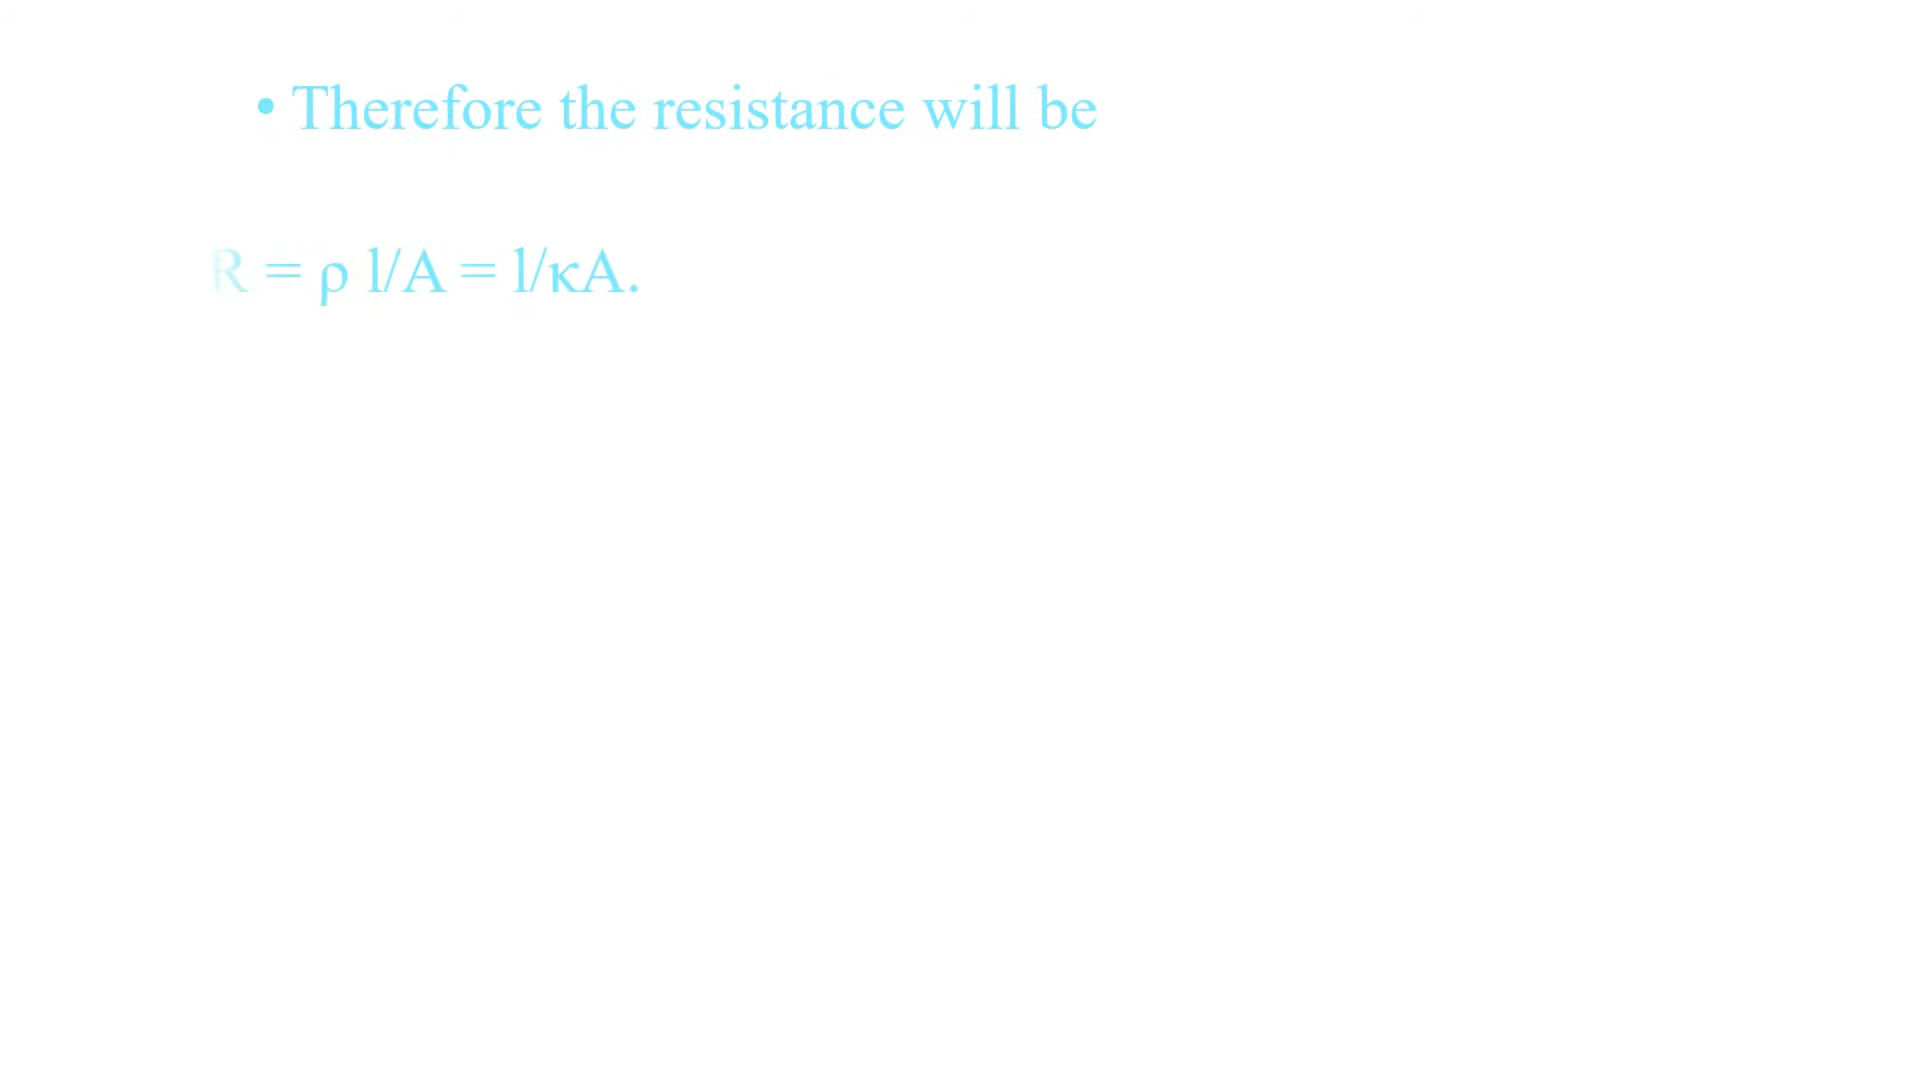 • Therefore the resistance will be
R = ρ l/A = l/κA.